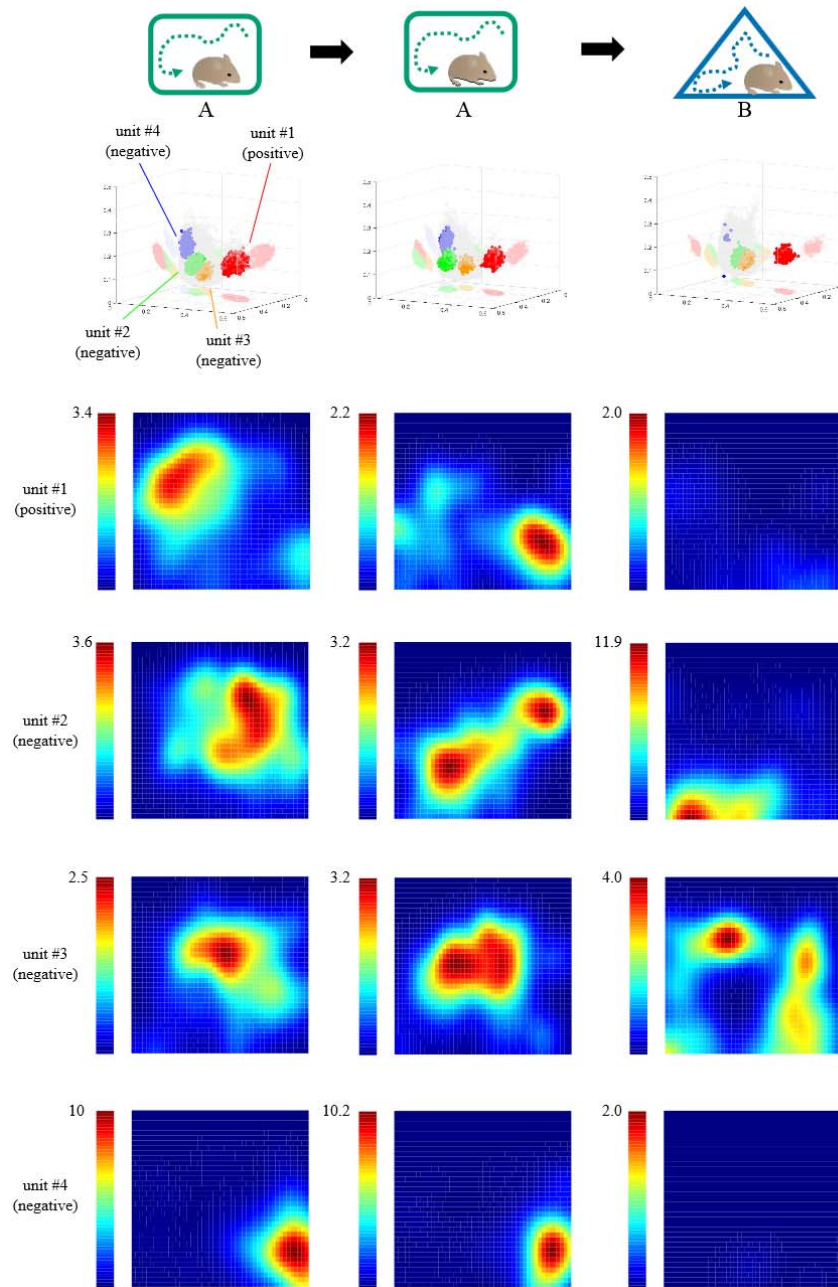 A A B
unit #4
(negative)
unit #1
(positive)
unit #2
(negative)
unit #3
(negative)
3.4 2.2 2.0
unit #1
(positive)
3.6 3.2 11.9
unit #2
(negative)
2.5 3.2 4.0
unit #3
(negative)
10 10.2 2.0
unit #4
(negative)